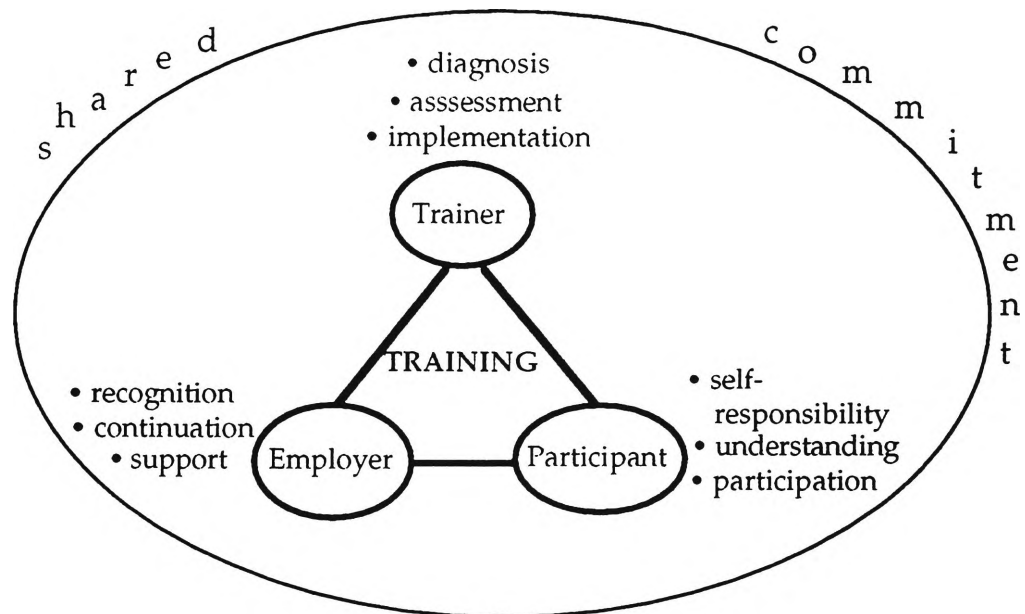 shared commitment
• diagnosis
• asssessment
• implementation
Trainer
TRAINING
• recognition
• continuation
• support
Employer
Participant
• self-
responsibility
• understanding
• participation